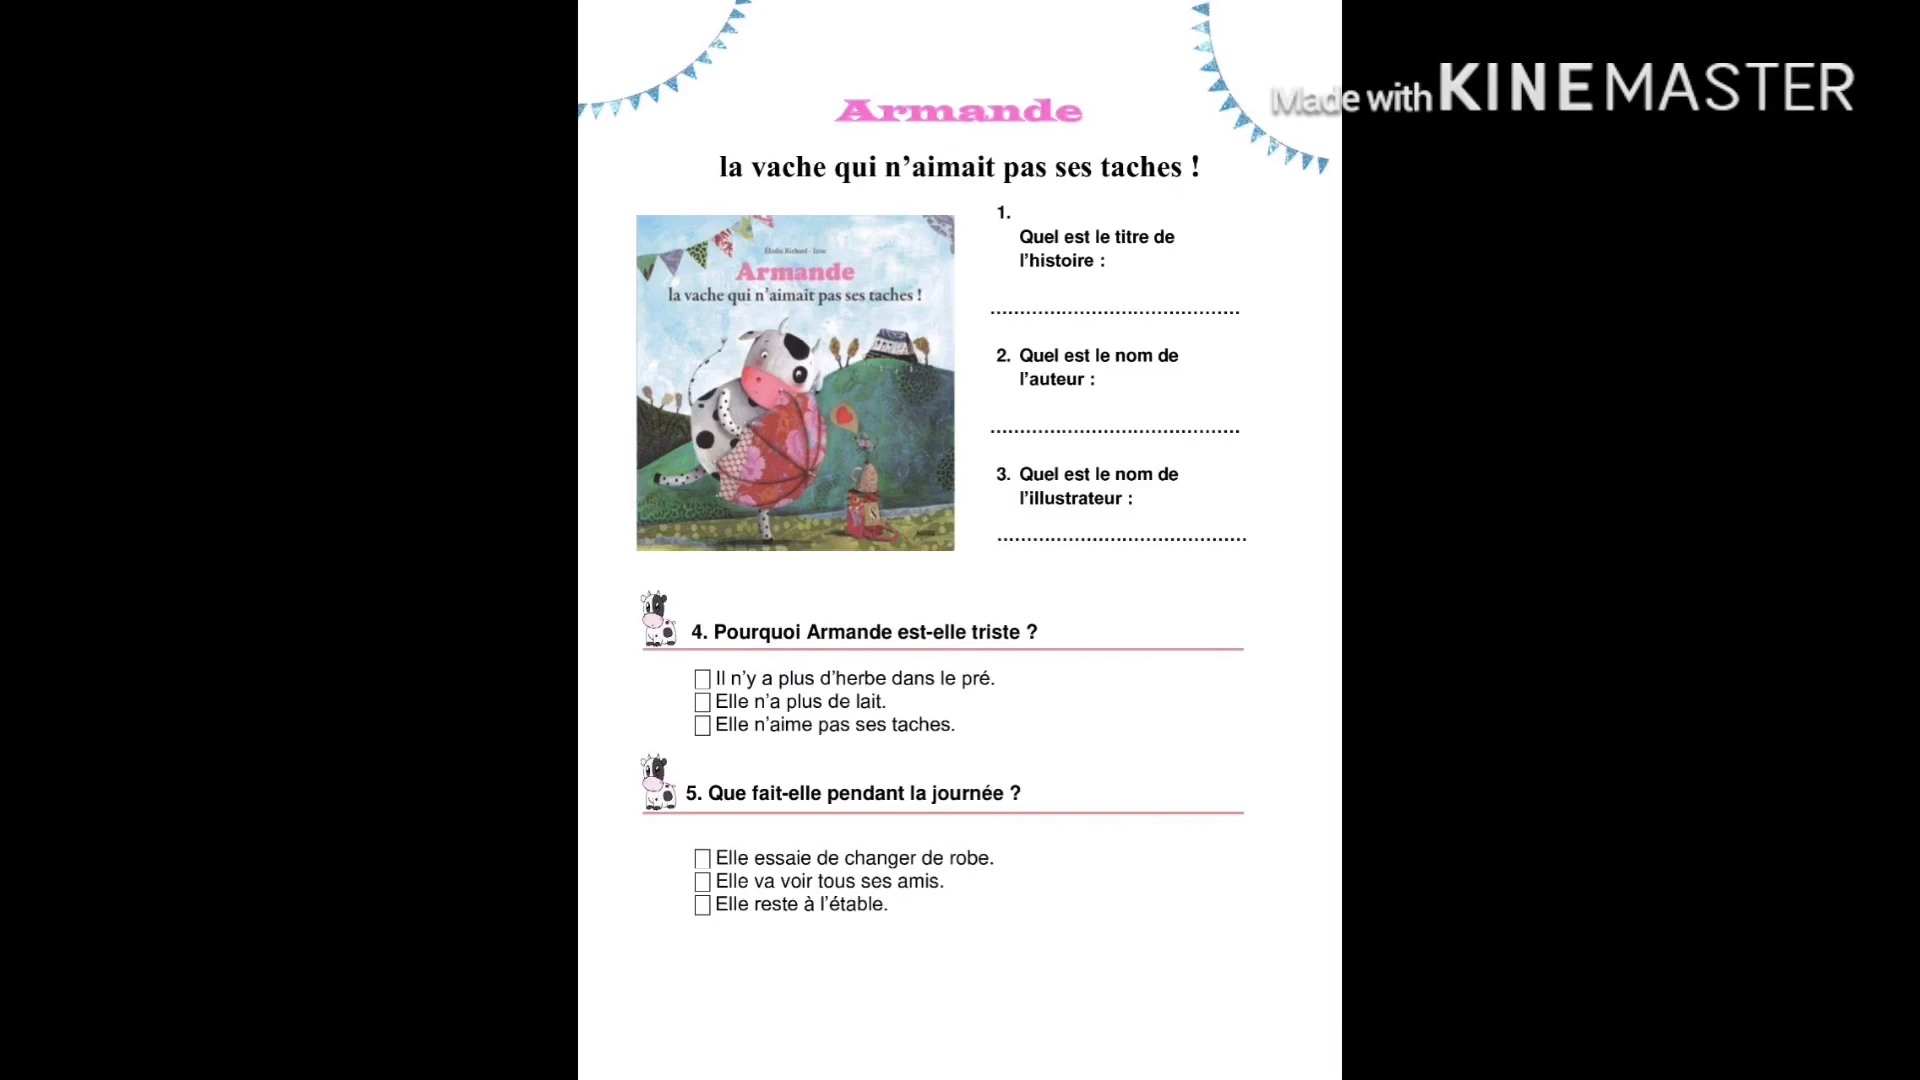 Made with KINEMASTER
Armande
la vache qui n’aimait pas ses taches !
Élodie Richard - Izou
Armande
la vache qui n’aimait pas ses taches !
1.
Quel est le titre de
l’histoire :
..........................................
2. Quel est le nom de
l’auteur :
..........................................
3. Quel est le nom de
l’illustrateur :
..........................................
4. Pourquoi Armande est-elle triste ?
Il n’y a plus d’herbe dans le pré.
Elle n’a plus de lait.
Elle n’aime pas ses taches.
5. Que fait-elle pendant la journée ?
Elle essaie de changer de robe.
Elle va voir tous ses amis.
Elle reste à l’étable.